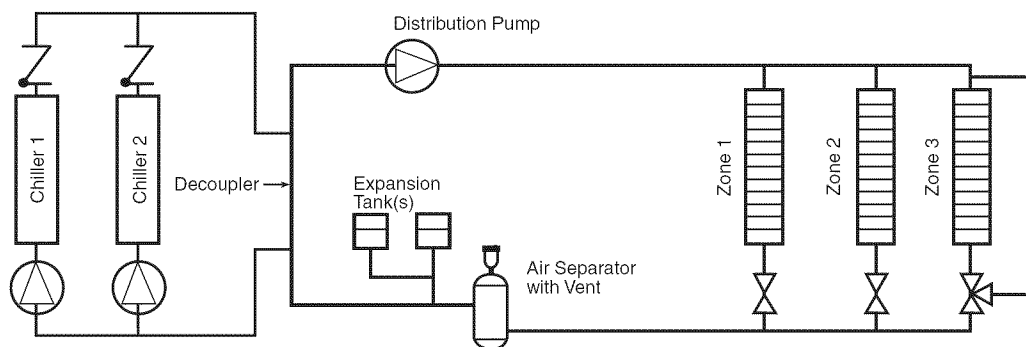 Distribution Pump
Chiller 1
Chiller 2
Decoupler
Expansion
Tank(s)
Air Separator
with Vent
Zone 1
Zone 2
Zone 3